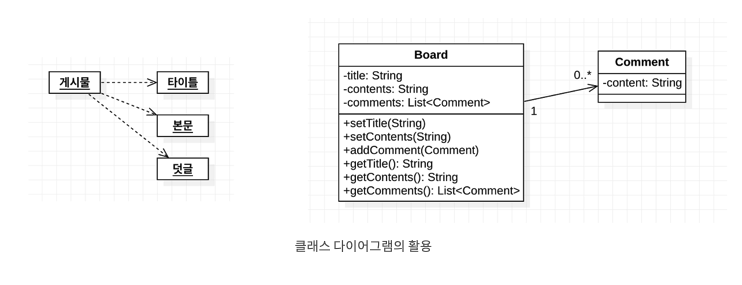 게시물
타이틀
본문
덧글
Board
-title: String
-contents: String
-comments: List<Comment>
+setTitle(String)
+setContents(String)
+addComment(Comment)
+getTitle(): String
+getContents(): String
+getComments(): List<Comment>
1
0..*
Comment
-content: String
클래스 다이어그램의 활용